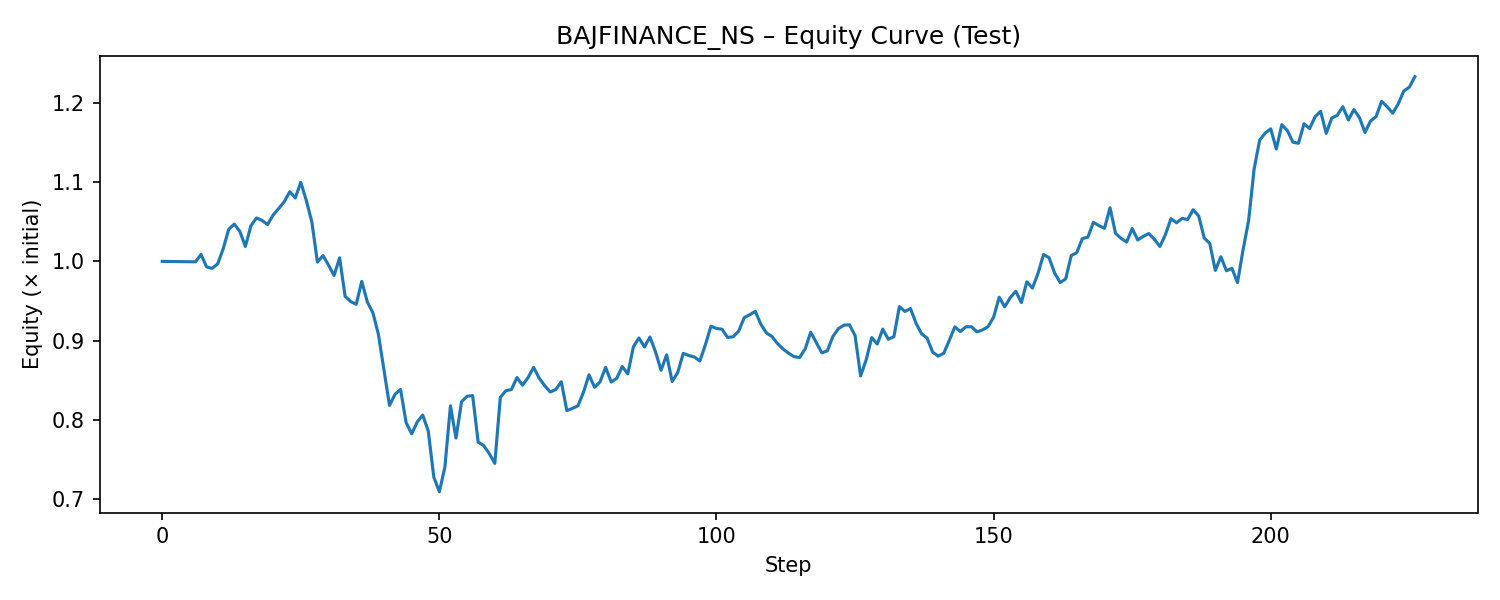 BAJFINANCE_NS – Equity Curve (Test)
Equity (× initial)
1.2
1.1
1.0
0.9
0.8
0.7
0 50 100 150 200
Step